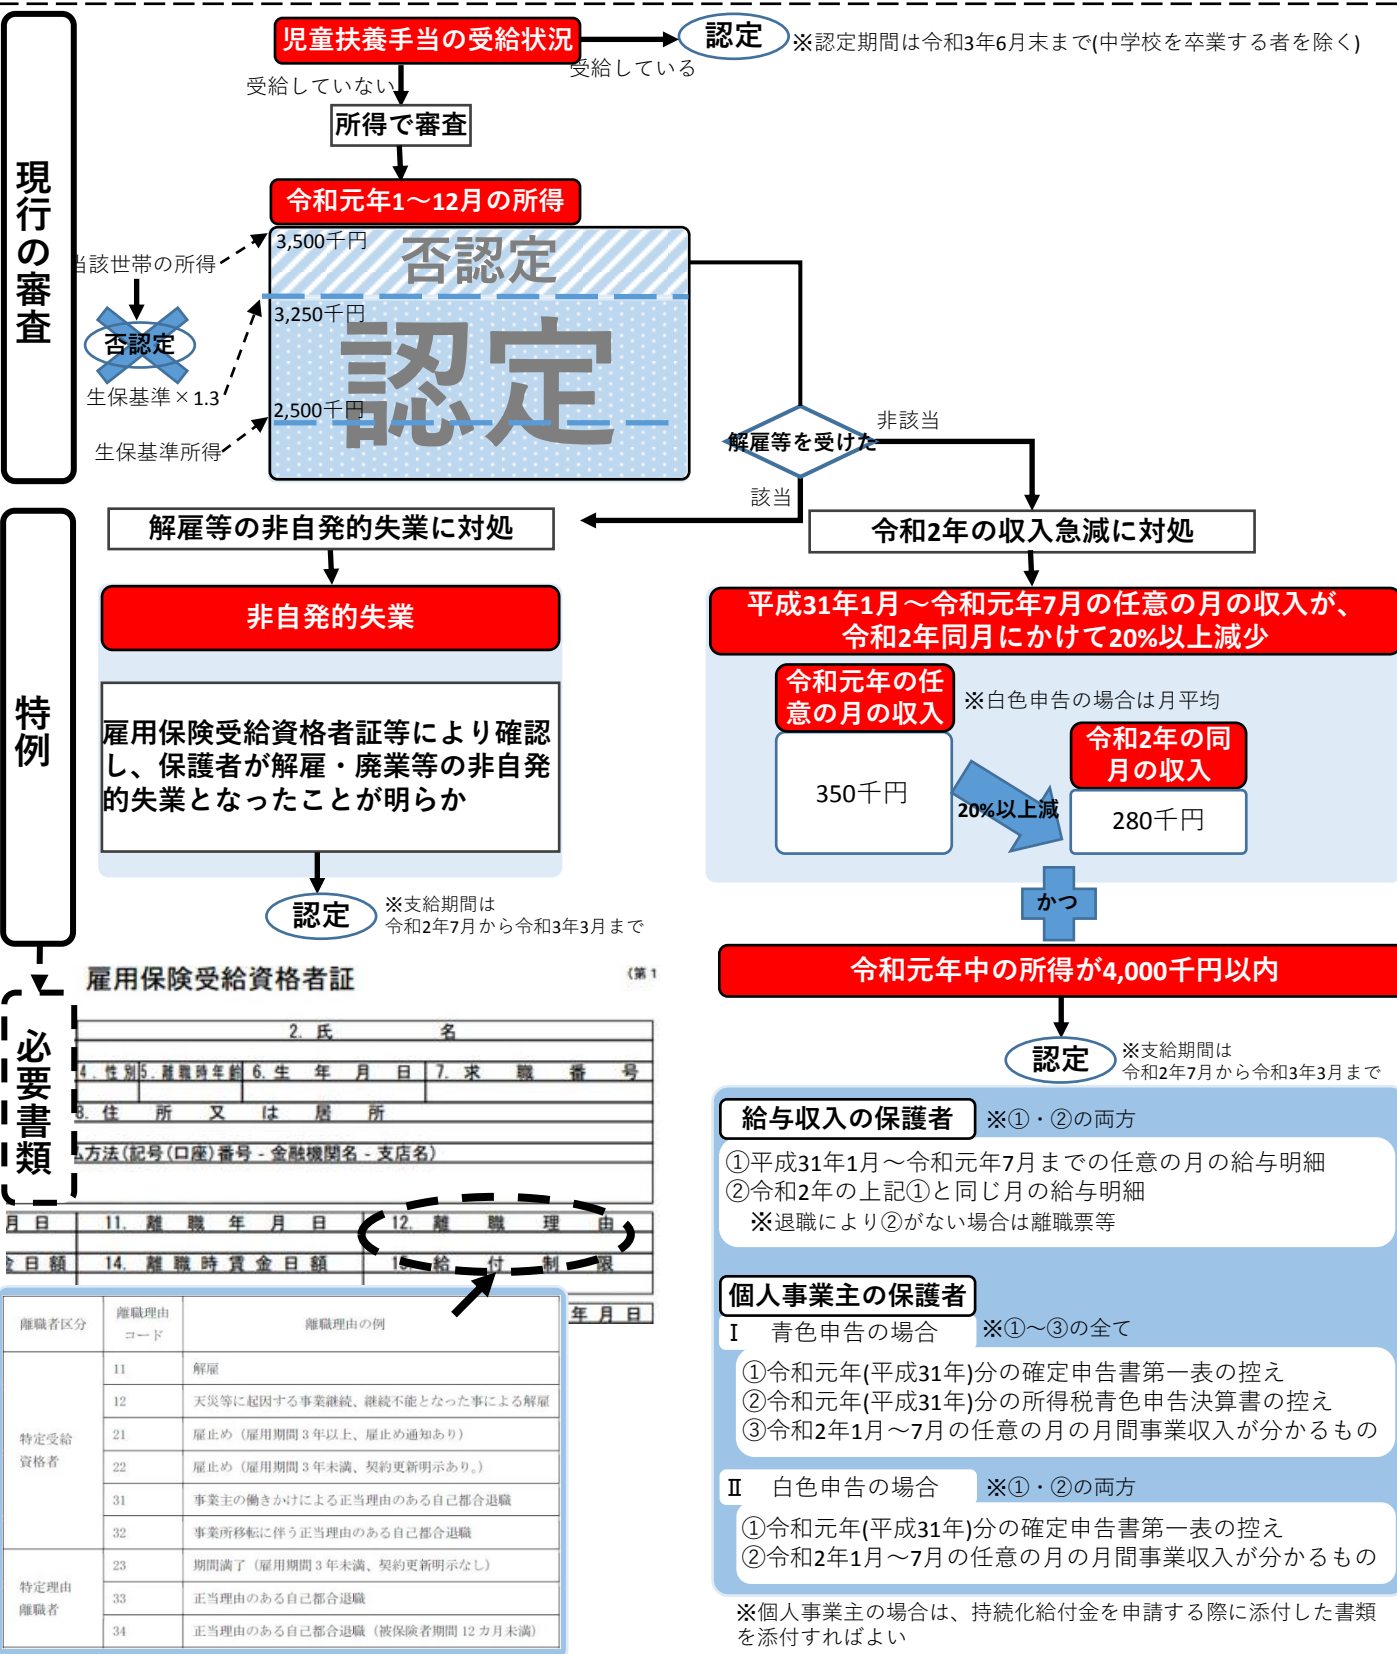 児童扶養手当の受給状況
認定
※認定期間は令和3年6月末まで(中学校を卒業する者を除く)
受給している
受給していない
所得で審査
現行の審査
令和元年1～12月の所得
3,500千円
否認定
当該世帯の所得
3,250千円
否認定
認定
生保基準×1.3
2,500千円
生保基準所得
解雇等を受けた
非該当
該当
特例
解雇等の非自発的失業に対処
令和2年の収入急減に対処
非自発的失業
雇用保険受給資格者証等により確認
し、保護者が解雇・廃業等の非自発
的失業となったことが明らか
認定
※支給期間は
令和2年7月から令和3年3月まで
平成31年1月～令和元年7月の任意の月の収入が、
令和2年同月にかけて20%以上減少
令和元年の任
意の月の収入
※白色申告の場合は月平均
令和2年の同
月の収入
350千円
20%以上減
280千円
かつ
令和元年中の所得が4,000千円以内
認定
※支給期間は
令和2年7月から令和3年3月まで
必要書類
雇用保険受給資格者証
(第1
2. 氏 名
4. 性別 5. 離職時年齢 6. 生 年 月 日 7. 求 職 番 号
8. 住 所 又 は 居 所
方法(記号(口座)番号 - 金融機関名 - 支店名)
月 日 11. 離 職 年 月 日 12. 離 職 理 由
日 額 14. 離 職 時 賃 金 日 額 15. 給 付 制 限
年 月 日
離職者区分 離職理由コード 離職理由の例
特定受給資格者
11 解雇
12 天災等に起因する事業継続、継続不能となった事による解雇
21 雇止め（雇用期間3年以上、雇止め通知あり）
22 雇止め（雇用期間3年未満、契約更新明示あり。）
31 事業主の働きかけによる正当理由のある自己都合退職
32 事業所移転に伴う正当理由のある自己都合退職
特定理由離職者
23 期間満了（雇用期間3年未満、契約更新明示なし）
33 正当理由のある自己都合退職
34 正当理由のある自己都合退職（被保険者期間12カ月未満）
給与収入の保護者 ※①・②の両方
①平成31年1月～令和元年7月までの任意の月の給与明細
②令和2年の上記①と同じ月の給与明細
※退職により②がない場合は離職票等
個人事業主の保護者
Ⅰ 青色申告の場合 ※①～③の全て
①令和元年(平成31年)分の確定申告書第一表の控え
②令和元年(平成31年)分の所得税青色申告決算書の控え
③令和2年1月～7月の任意の月の月間事業収入が分かるもの
Ⅱ 白色申告の場合 ※①・②の両方
①令和元年(平成31年)分の確定申告書第一表の控え
②令和2年1月～7月の任意の月の月間事業収入が分かるもの
※個人事業主の場合は、持続化給付金を申請する際に添付した書類
を添付すればよい